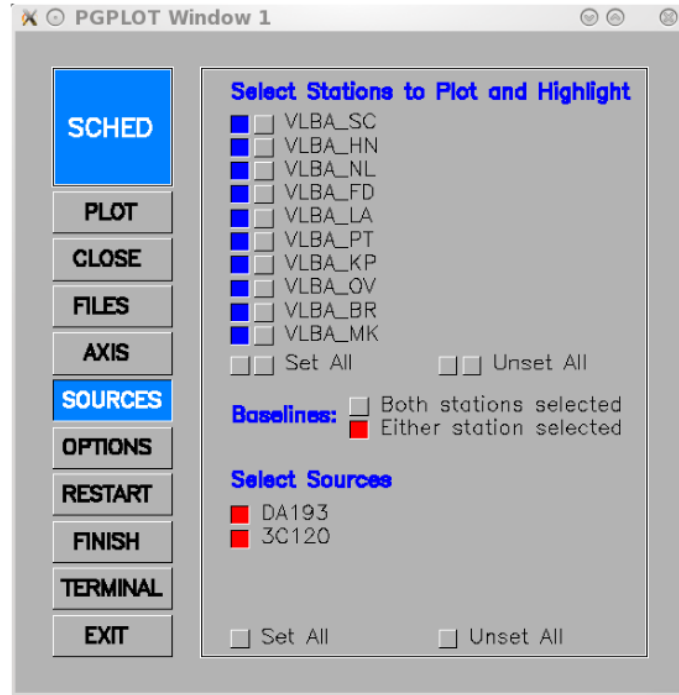 PGPLOT Window 1
SCHED
PLOT
CLOSE
FILES
AXIS
SOURCES
OPTIONS
RESTART
FINISH
TERMINAL
EXIT
Select Stations to Plot and Highlight
VLBA_SC
VLBA_HN
VLBA_NL
VLBA_FD
VLBA_LA
VLBA_PT
VLBA_KP
VLBA_OV
VLBA_BR
VLBA_MK
Set All Unset All
Baselines: Both stations selected
Either station selected
Select Sources
DA193
3C120
Set All Unset All